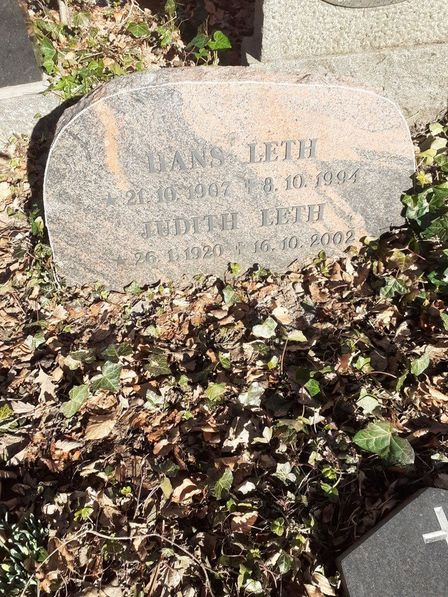 HANS LETH
* 21.10.1907 † 8.10.1994
JUDITH LETH
* 26.1.1920 † 16.10.2002